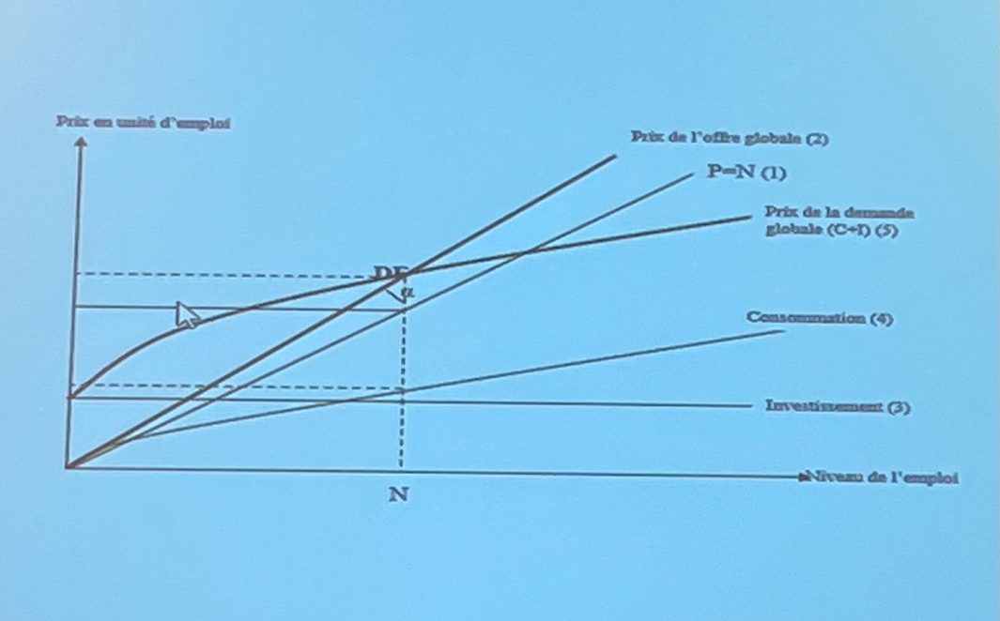 Prix en unité d'emploi
Prix de l'offre globale (2)
P=N (1)
Prix de la demande
globale (C+I) (5)
DE
α
Consommation (4)
Investissement (3)
Niveau de l'emploi
N